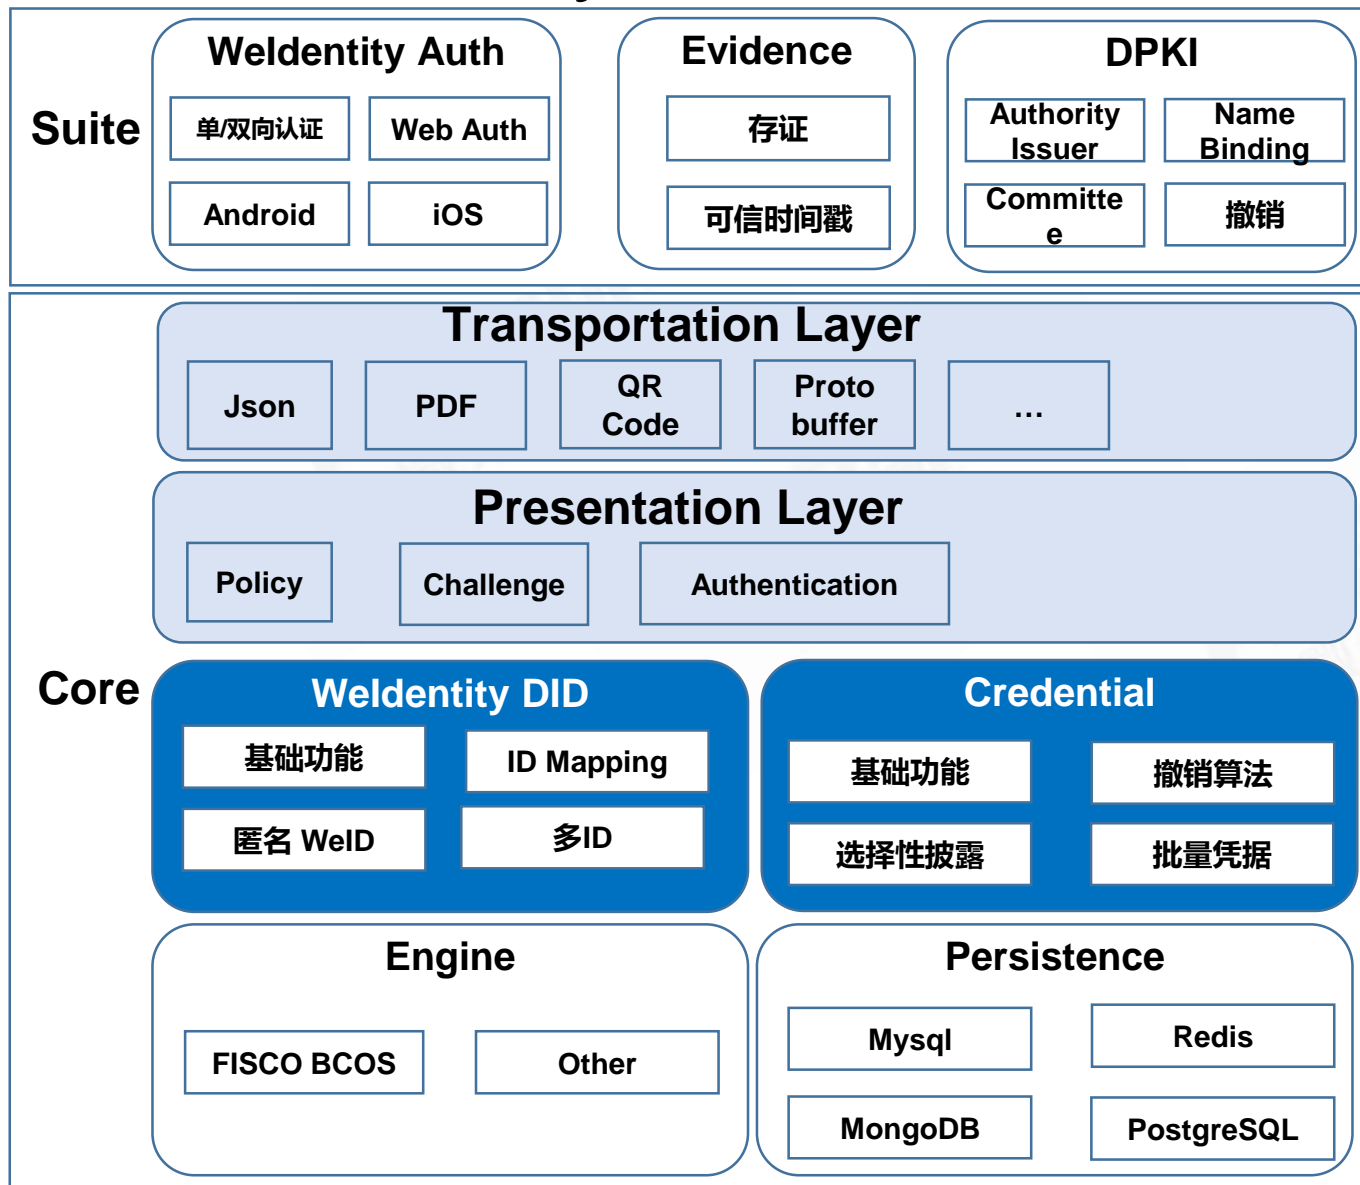 WeIdentity Auth
Evidence
DPKI
Suite
单/双向认证
Web Auth
存证
Authority
Issuer
Name
Binding
Android
iOS
可信时间戳
Committe
e
撤销
Transportation Layer
Json
PDF
QR
Code
Proto
buffer
...
Presentation Layer
Policy
Challenge
Authentication
Core
WeIdentity DID
Credential
基础功能
ID Mapping
基础功能
撤销算法
匿名 WeID
多ID
选择性披露
批量凭据
Engine
Persistence
FISCO BCOS
Other
Mysql
Redis
MongoDB
PostgreSQL